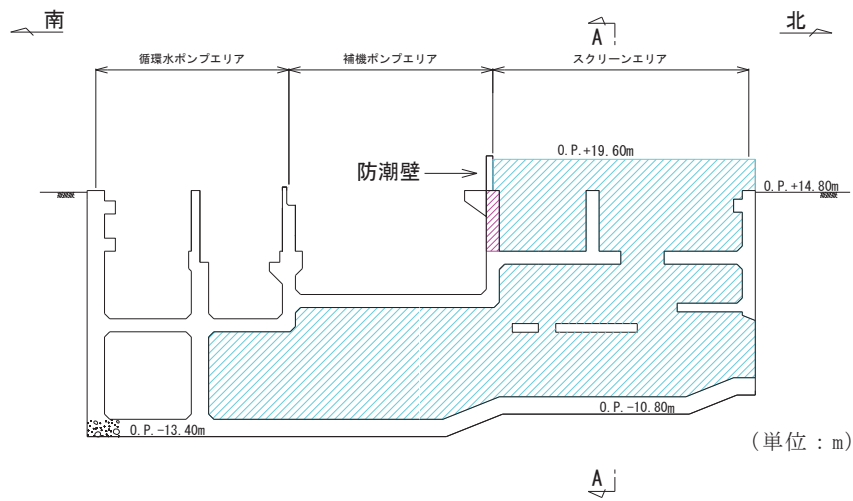 南
A
北
循環水ポンプエリア
補機ポンプエリア
スクリーンエリア
O.P.+19.60m
防潮壁
O.P.+14.80m
O.P.-10.80m
O.P.-13.40m
(単位：m)
A